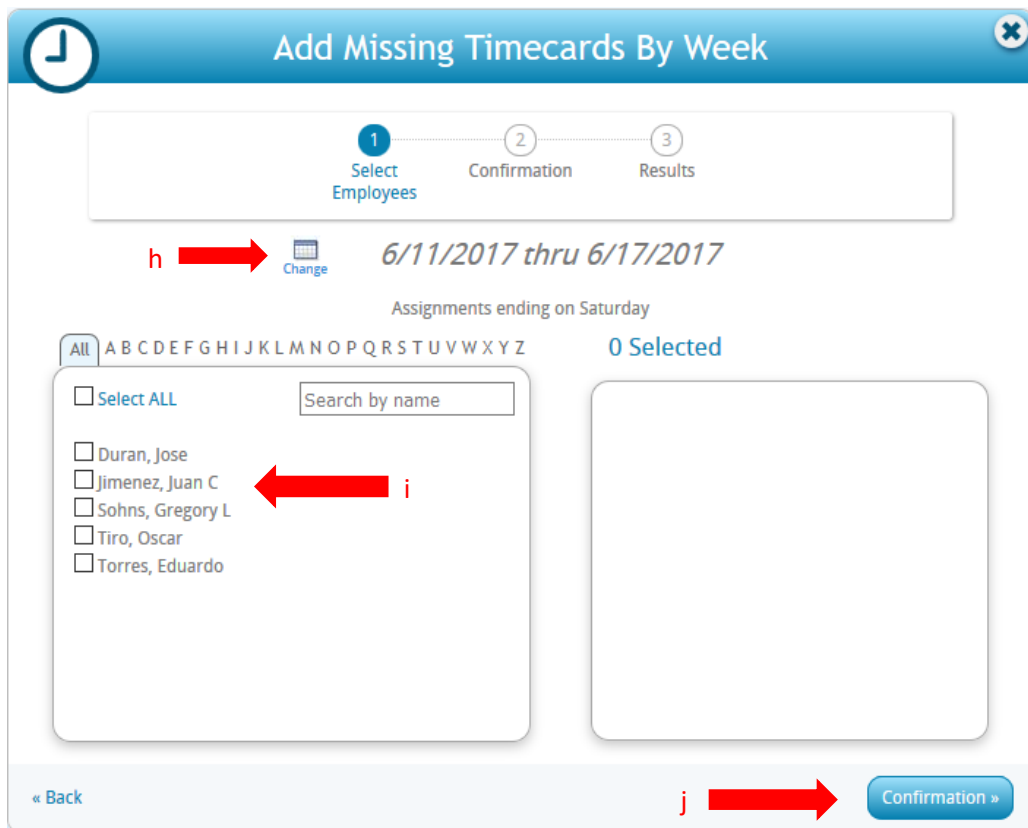 Add Missing Timecards By Week
1 2 3
Select Confirmation Results
Employees
h Change 6/11/2017 thru 6/17/2017
Assignments ending on Saturday
All A B C D E F G H I J K L M N O P Q R S T U V W X Y Z 0 Selected
Select ALL Search by name
Duran, Jose
Jimenez, Juan C i
Sohns, Gregory L
Tiro, Oscar
Torres, Eduardo
« Back j Confirmation »